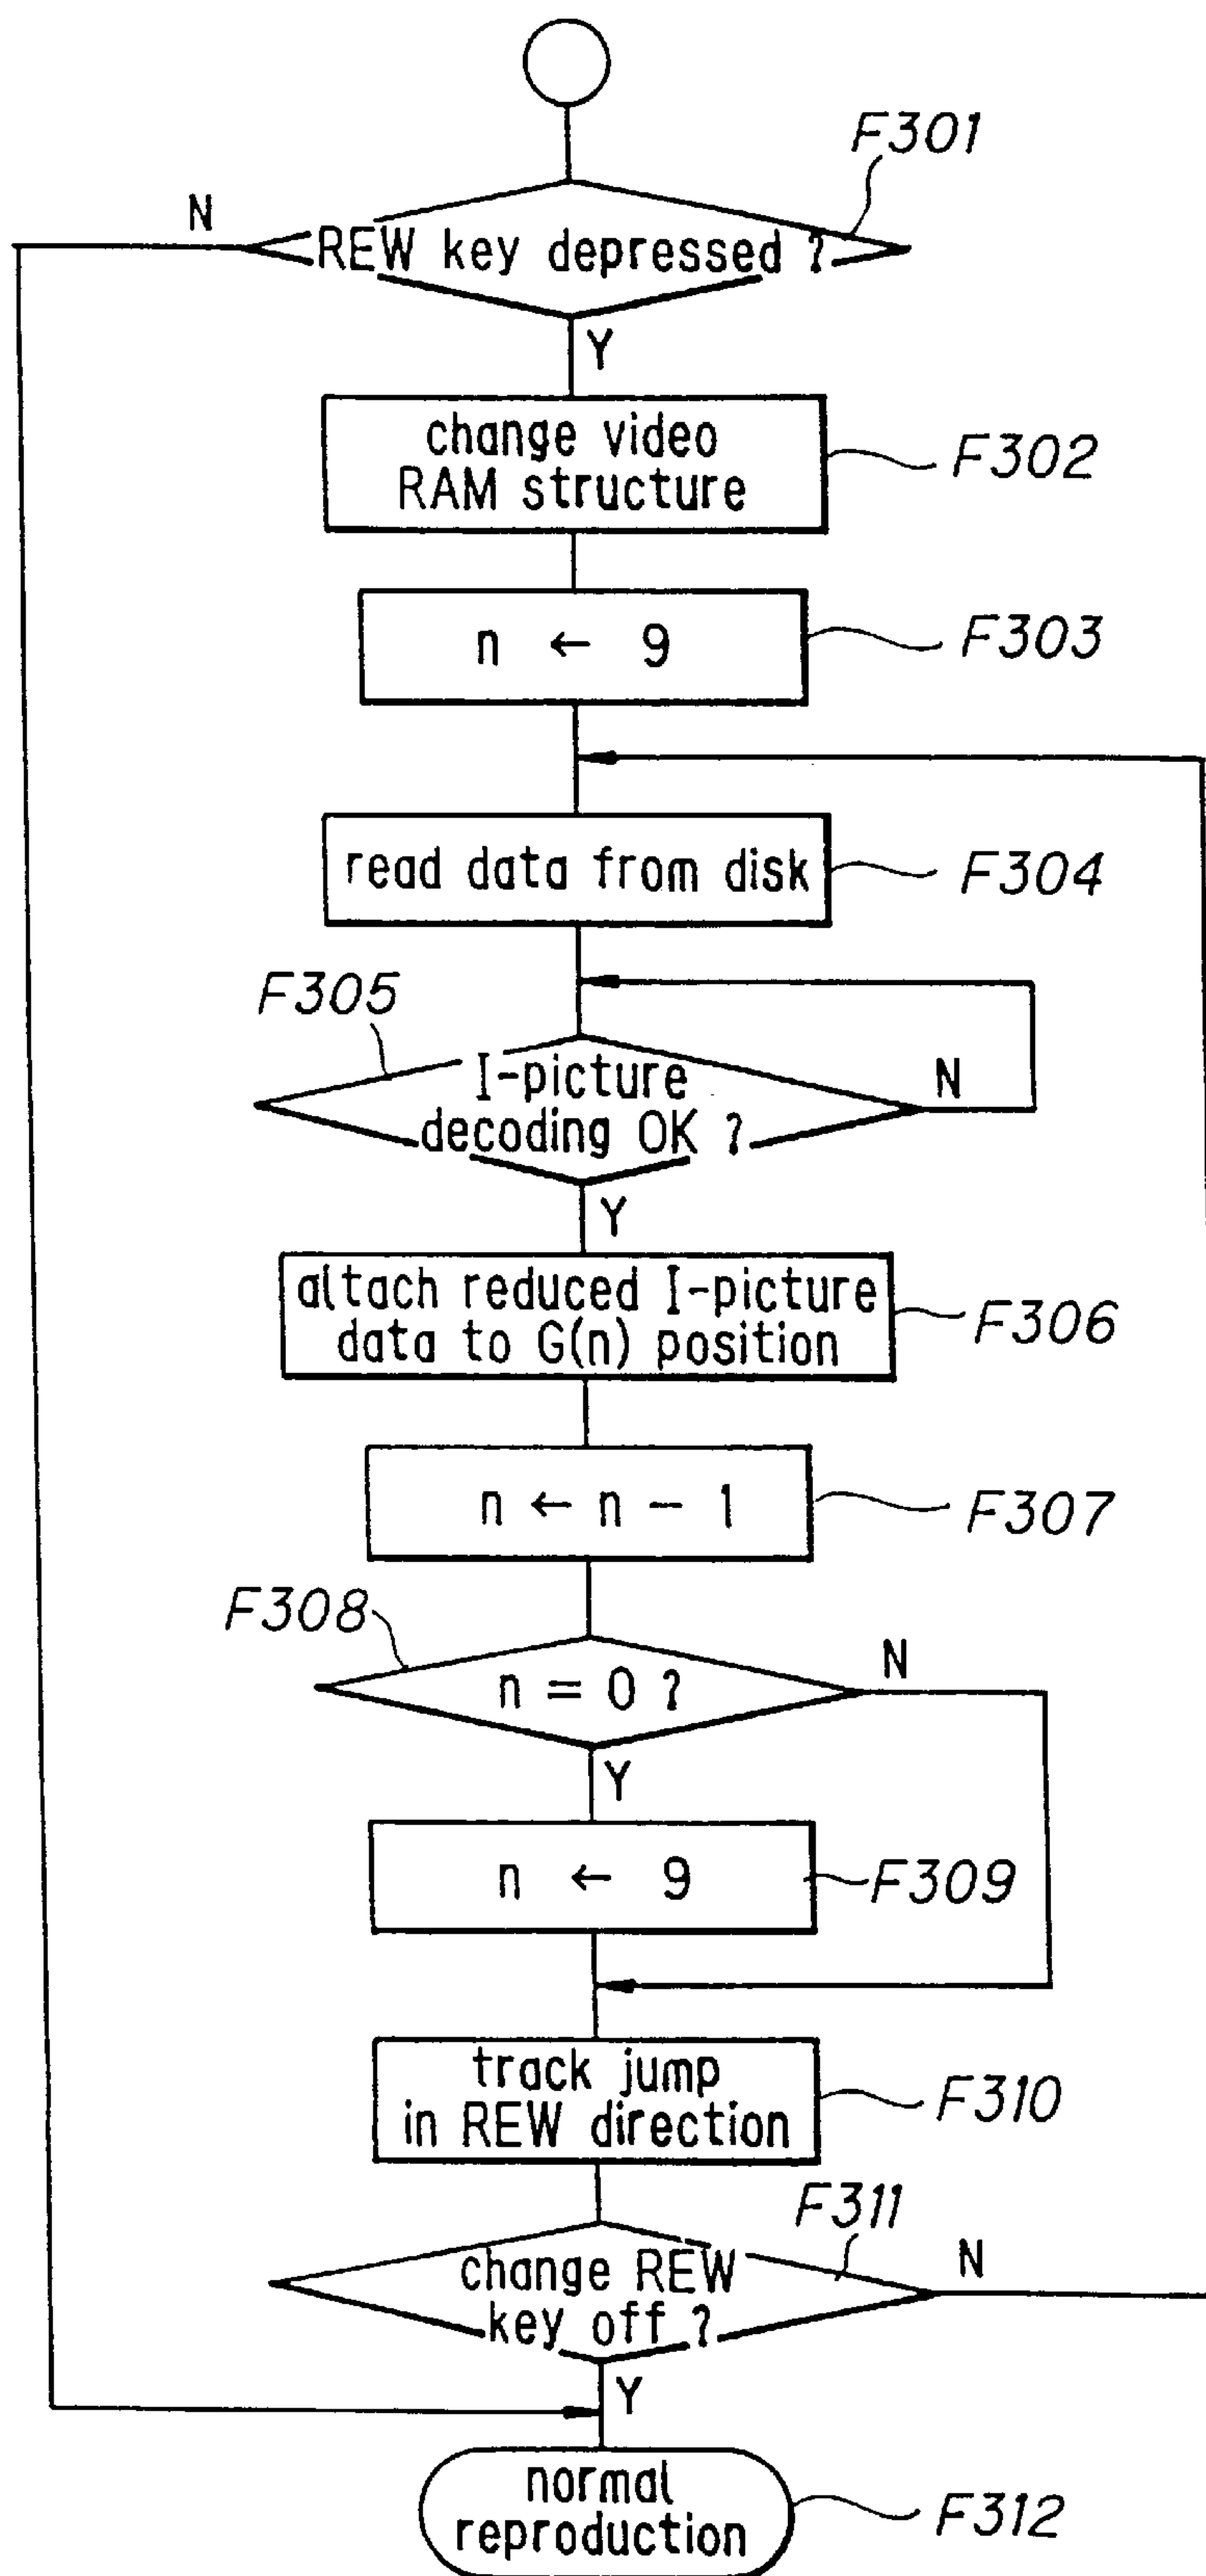 F301
N
REW key depressed ?
Y
change video
RAM structure
F302
n ← 9
F303
read data from disk
F304
F305
I-picture
decoding OK ?
N
Y
altach reduced I-picture
data to G(n) position
F306
n ← n - 1
F307
F308
n = 0 ?
N
Y
n ← 9
F309
track jump
in REW direction
F310
F311
change REW
key off ?
N
Y
normal
reproduction
F312